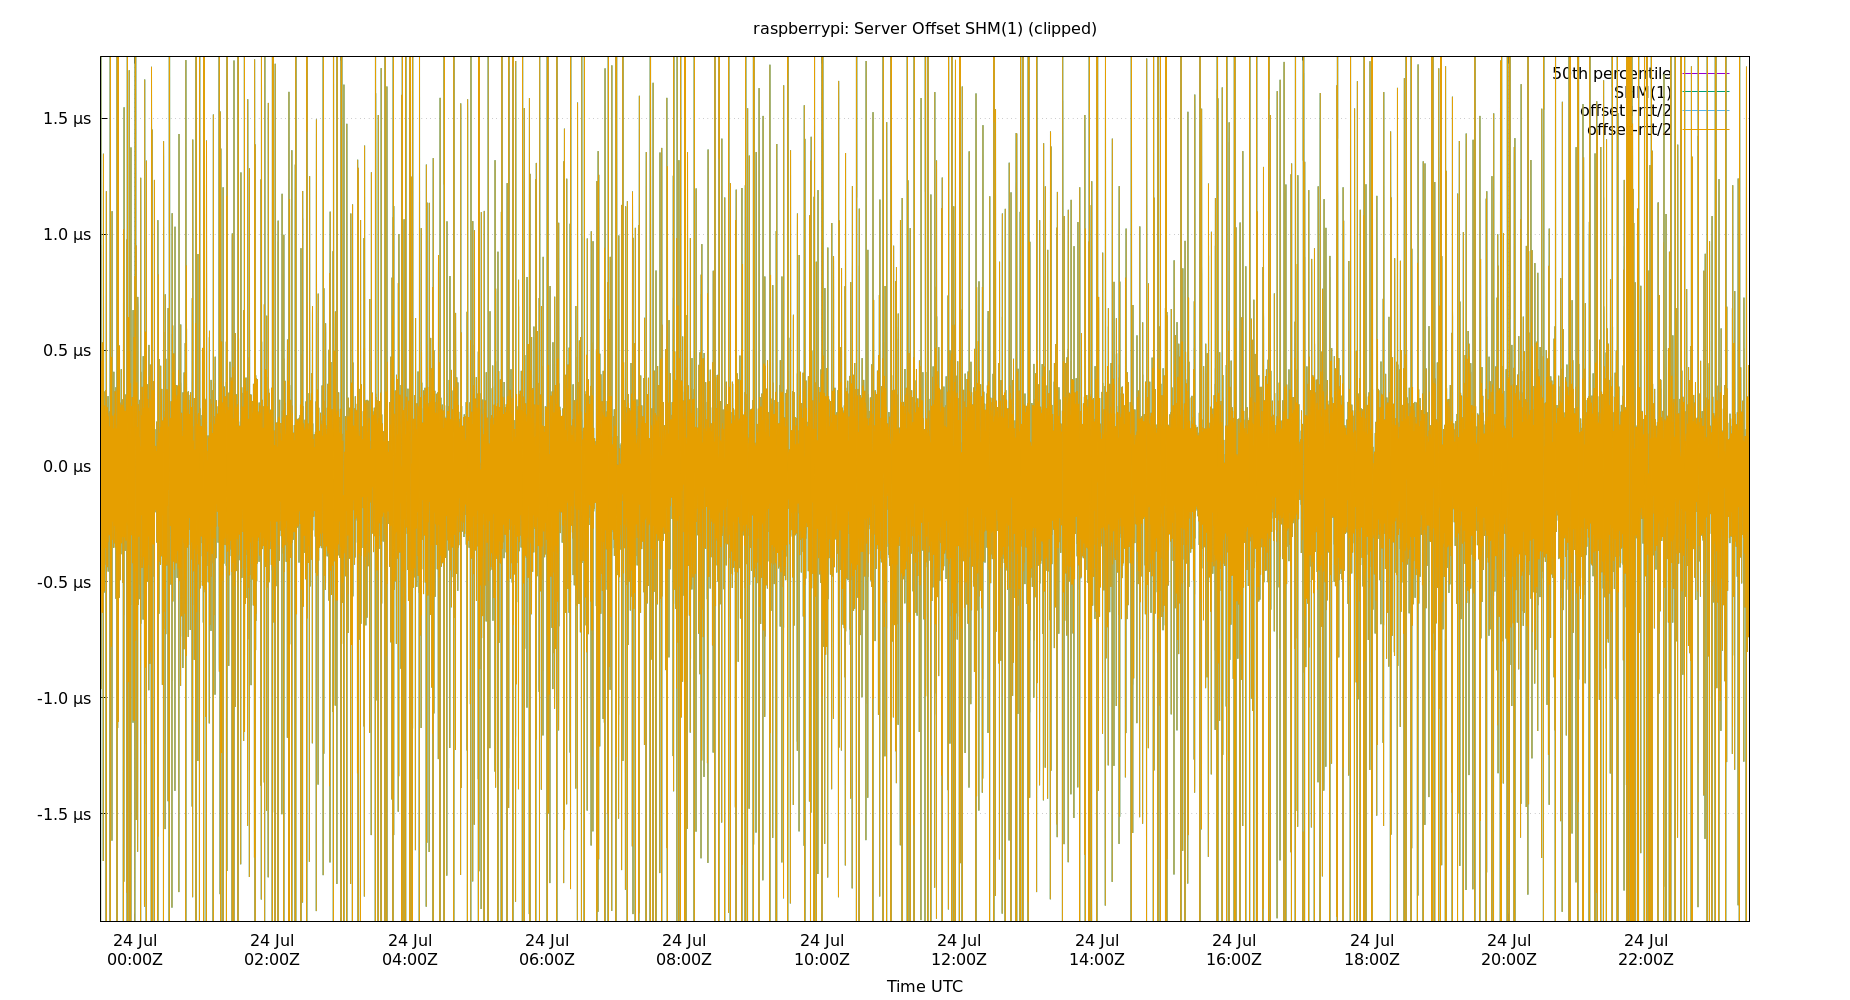 raspberrypi: Server Offset SHM(1) (clipped)
50th percentile
SHM(1)
offset+rtt/2
offset-rtt/2
1.5 µs
1.0 µs
0.5 µs
0.0 µs
-0.5 µs
-1.0 µs
-1.5 µs
24 Jul 24 Jul 24 Jul 24 Jul 24 Jul 24 Jul 24 Jul 24 Jul 24 Jul 24 Jul 24 Jul 24 Jul
00:00Z 02:00Z 04:00Z 06:00Z 08:00Z 10:00Z 12:00Z 14:00Z 16:00Z 18:00Z 20:00Z 22:00Z
Time UTC